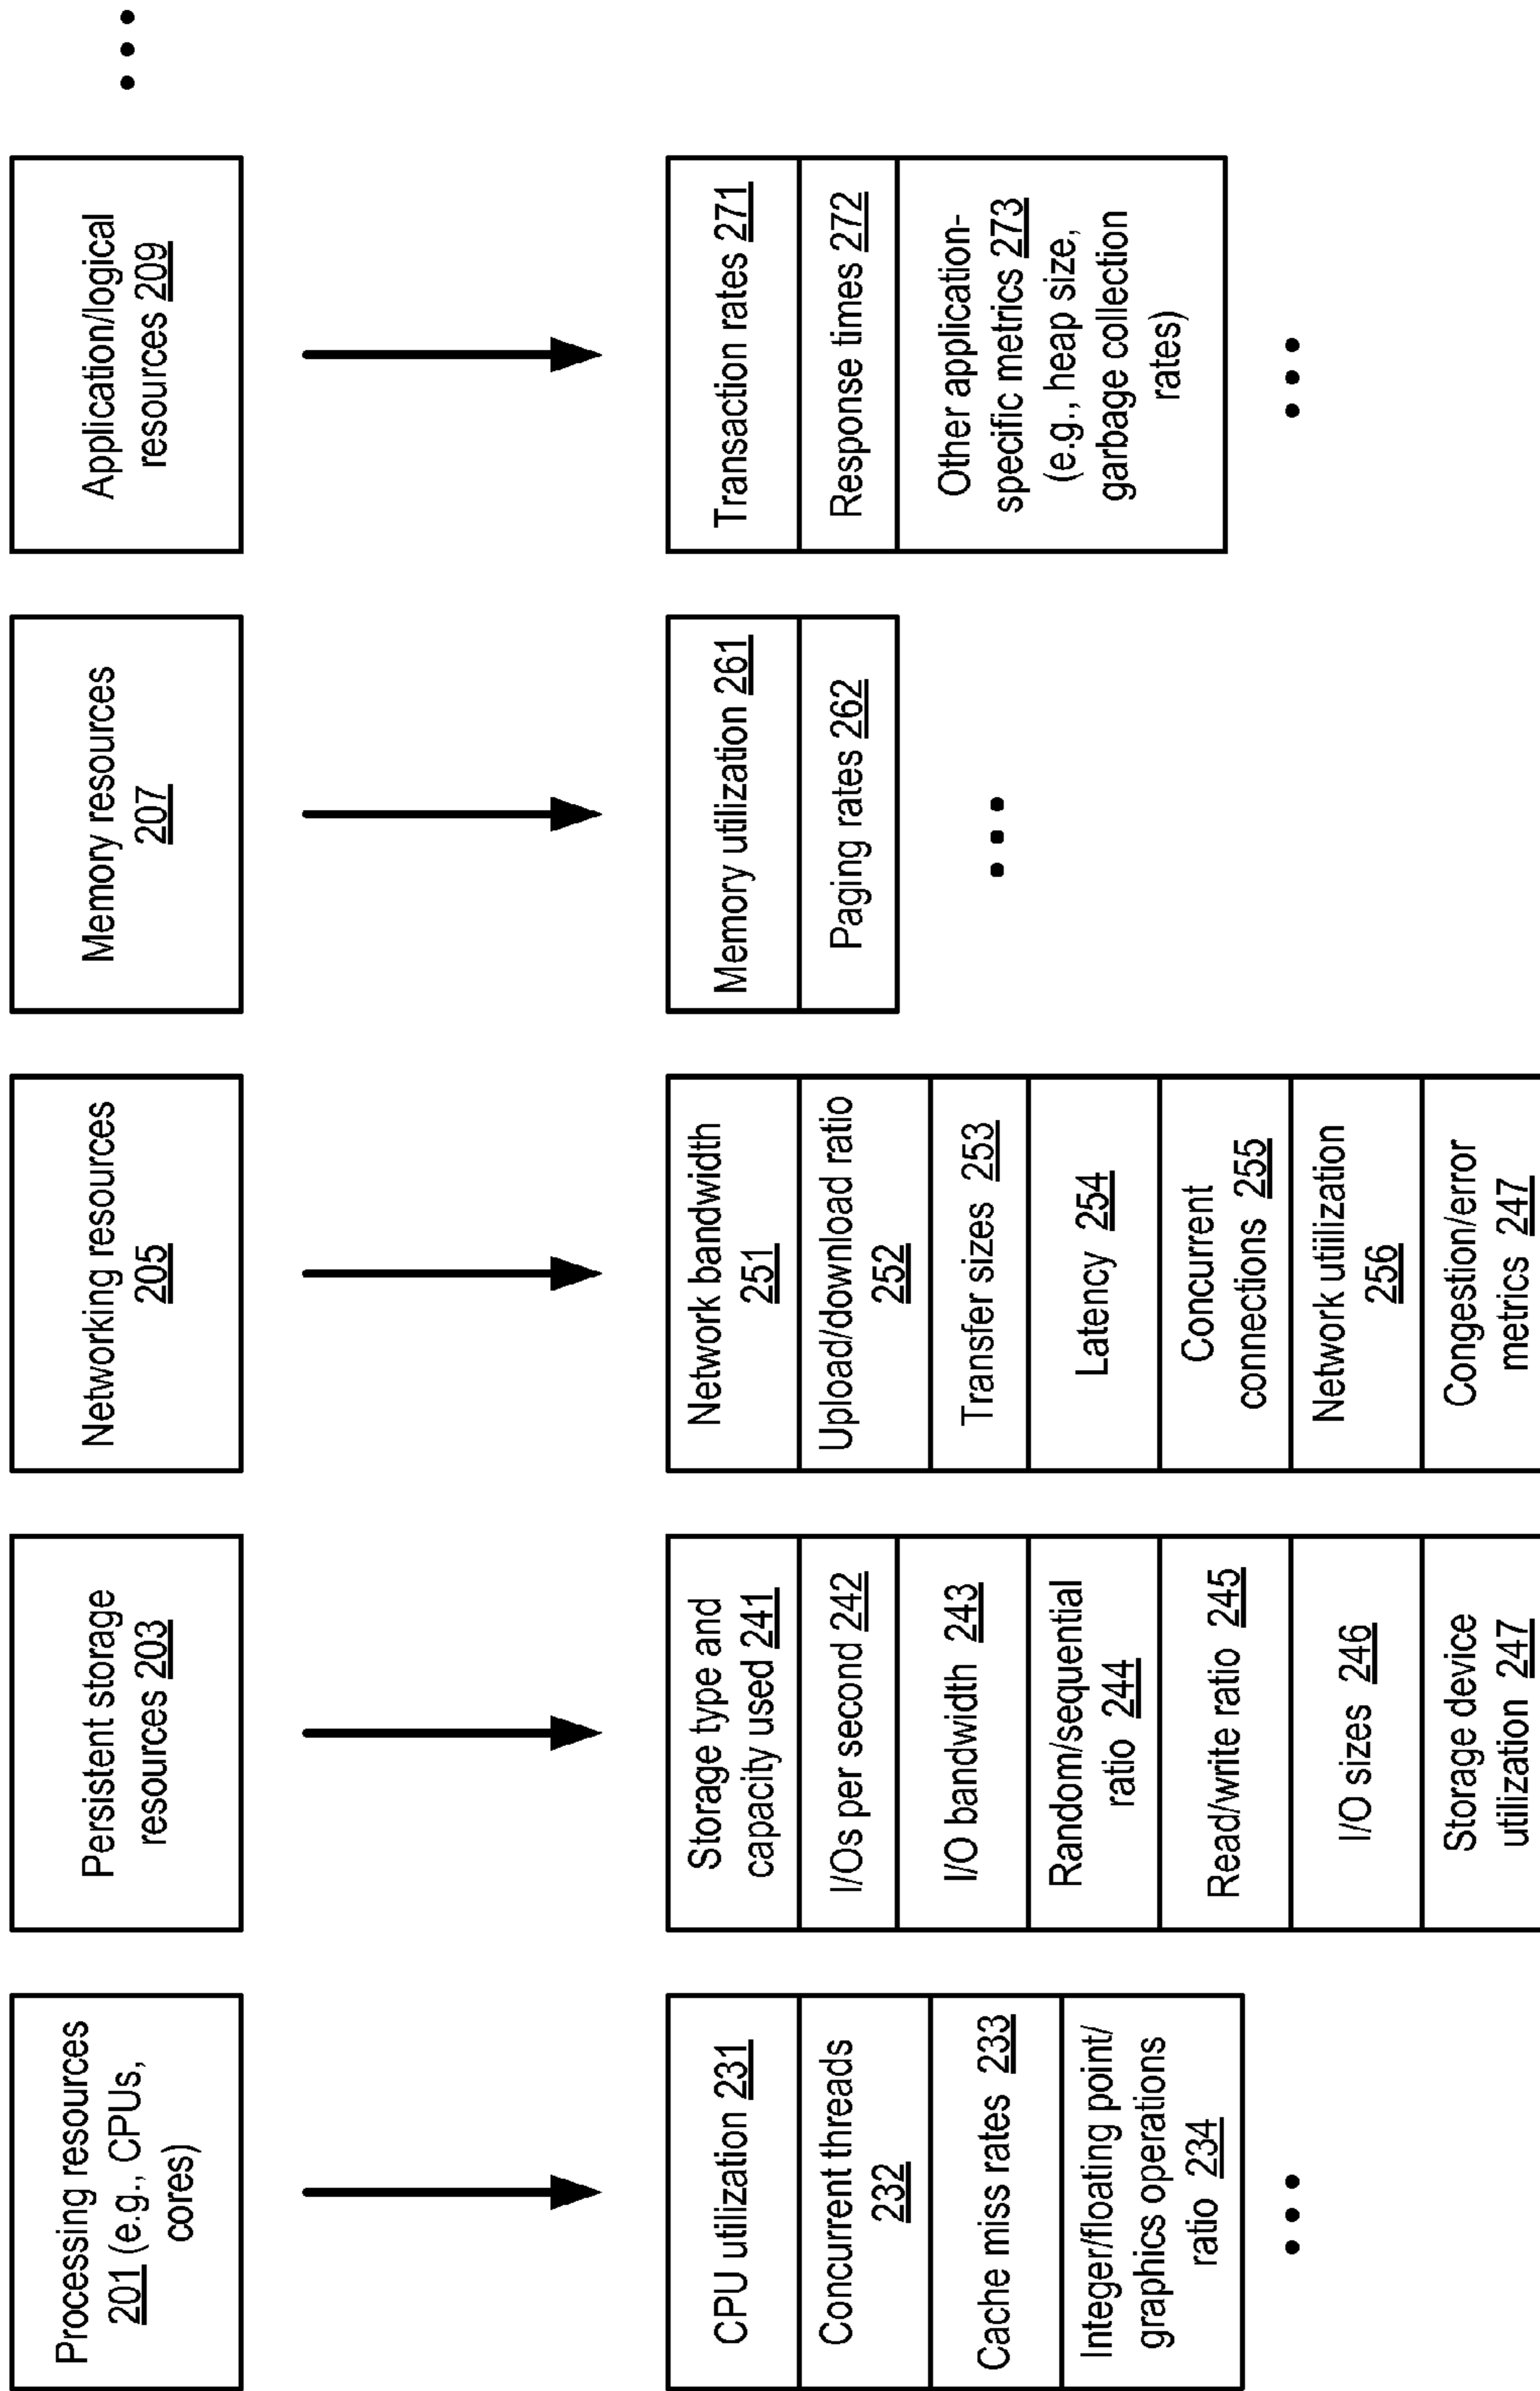 Processing resources
201 (e.g., CPUs,
cores)
Persistent storage
resources 203
Networking resources
205
Memory resources
207
Application/logical
resources 209
...
CPU utilization 231
Concurrent threads
232
Cache miss rates 233
Integer/floating point/
graphics operations
ratio 234
...
Storage type and
capacity used 241
I/Os per second 242
I/O bandwidth 243
Random/sequential
ratio 244
Read/write ratio 245
I/O sizes 246
Storage device
utilization 247
Network bandwidth
251
Upload/download ratio
252
Transfer sizes 253
Latency 254
Concurrent
connections 255
Network utiilization
256
Congestion/error
metrics 247
Memory utilization 261
Paging rates 262
...
Transaction rates 271
Response times 272
Other application-
specific metrics 273
(e.g., heap size,
garbage collection
rates)
...